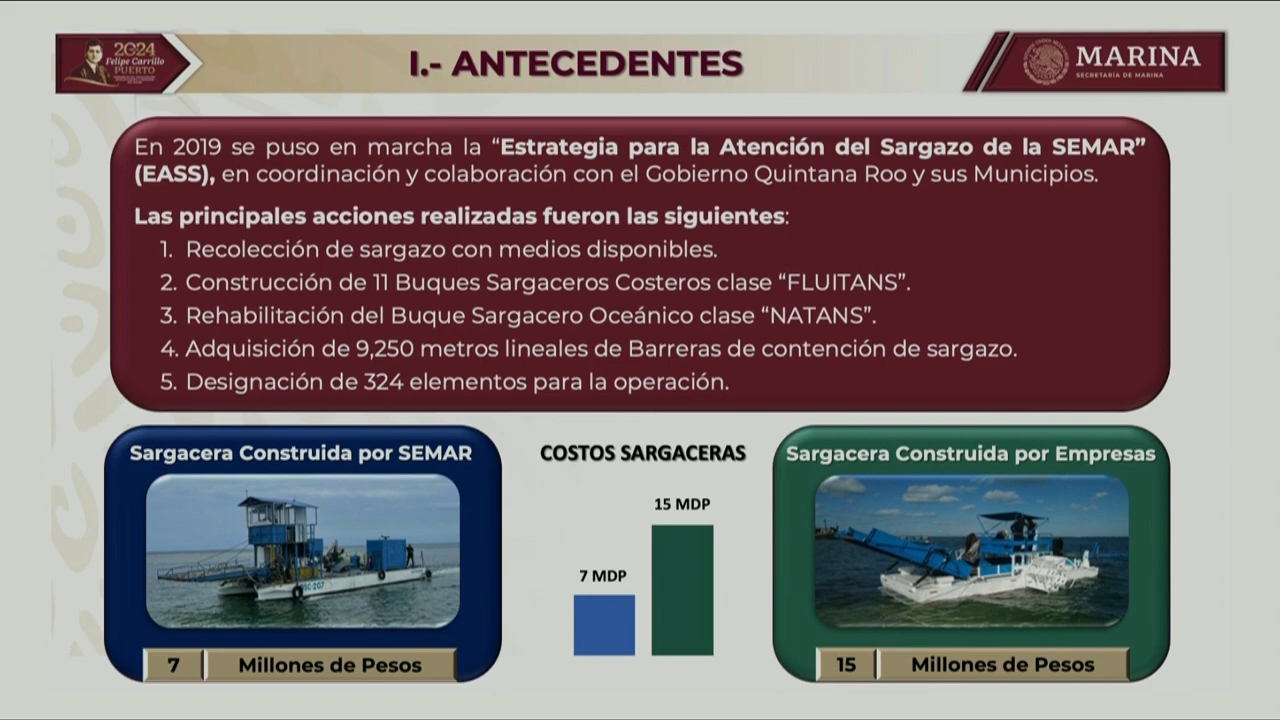 2024
Felipe Carrillo
PUERTO
I.- ANTECEDENTES
MARINA
SECRETARÍA DE MARINA
En 2019 se puso en marcha la “Estrategia para la Atención del Sargazo de la SEMAR”
(EASS), en coordinación y colaboración con el Gobierno Quintana Roo y sus Municipios.
Las principales acciones realizadas fueron las siguientes:
1. Recolección de sargazo con medios disponibles.
2. Construcción de 11 Buques Sargaceros Costeros clase “FLUITANS”.
3. Rehabilitación del Buque Sargacero Oceánico clase “NATANS”.
4. Adquisición de 9,250 metros lineales de Barreras de contención de sargazo.
5. Designación de 324 elementos para la operación.
Sargacera Construida por SEMAR
7 Millones de Pesos
COSTOS SARGACERAS
15 MDP
7 MDP
Sargacera Construida por Empresas
15 Millones de Pesos